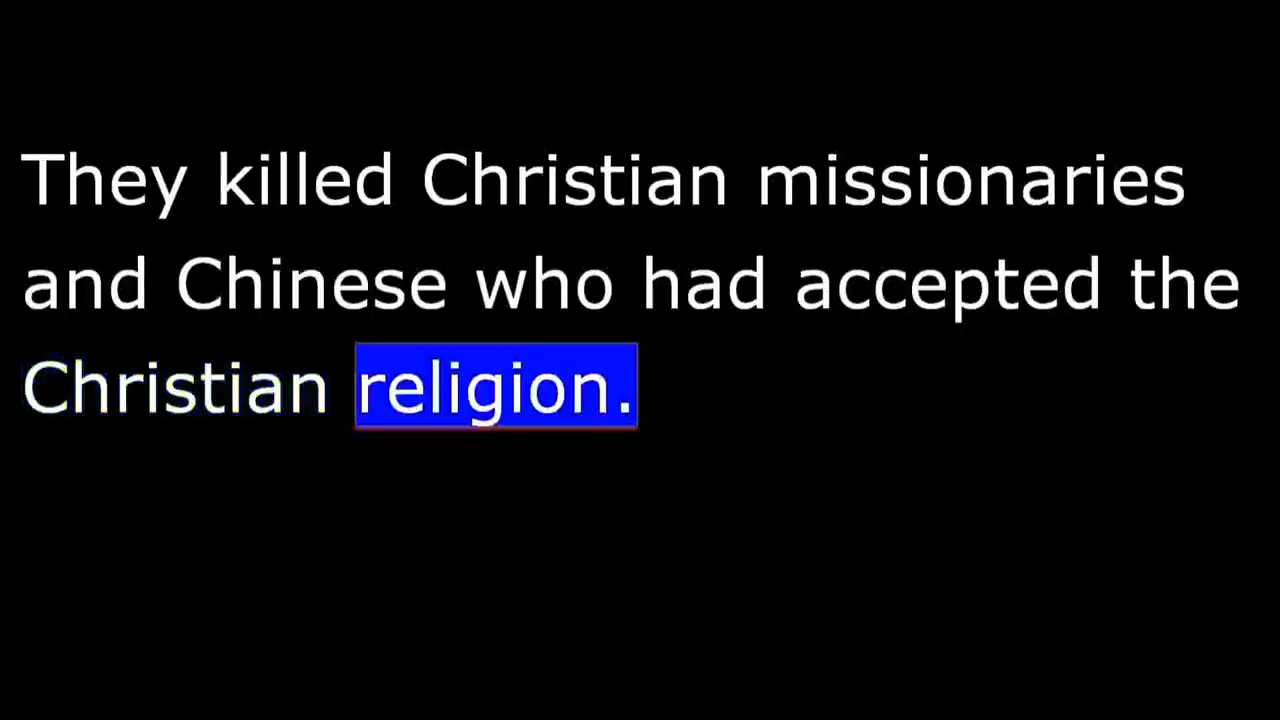 They killed Christian missionaries
and Chinese who had accepted the
Christian religion.